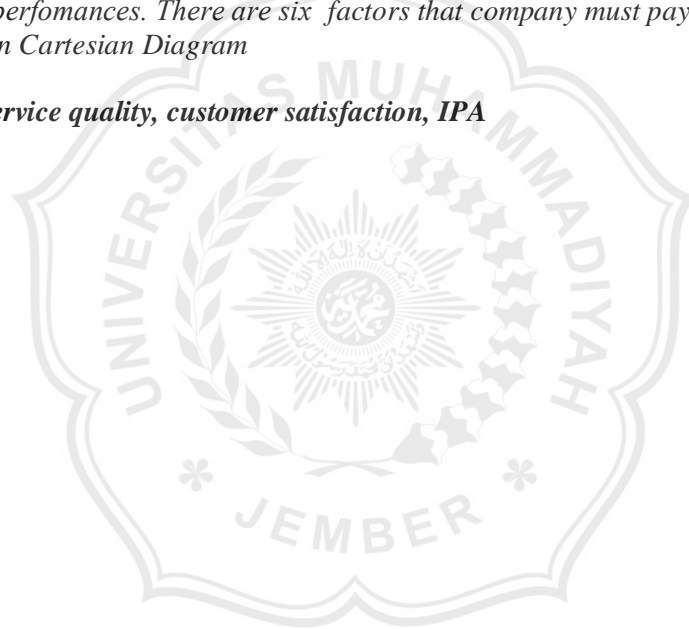 perfomances. There are six factors that company must pay
n Cartesian Diagram
ervice quality, customer satisfaction, IPA
UNIVERSITAS MUHAMMADIYAH
JEMBER